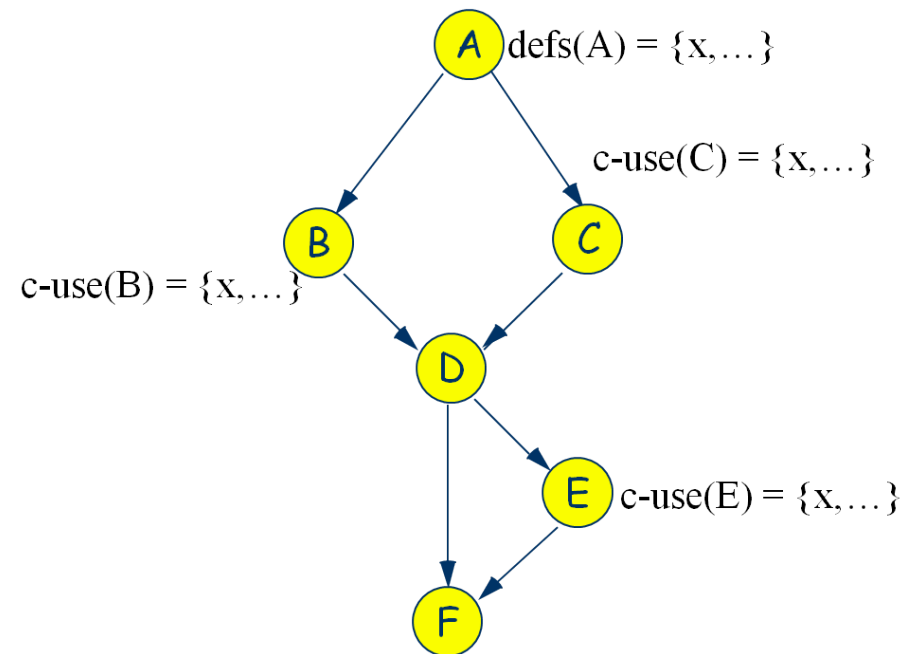 A defs(A) = {x,…}
c-use(C) = {x,…}
B
C
c-use(B) = {x,…}
D
E c-use(E) = {x,…}
F